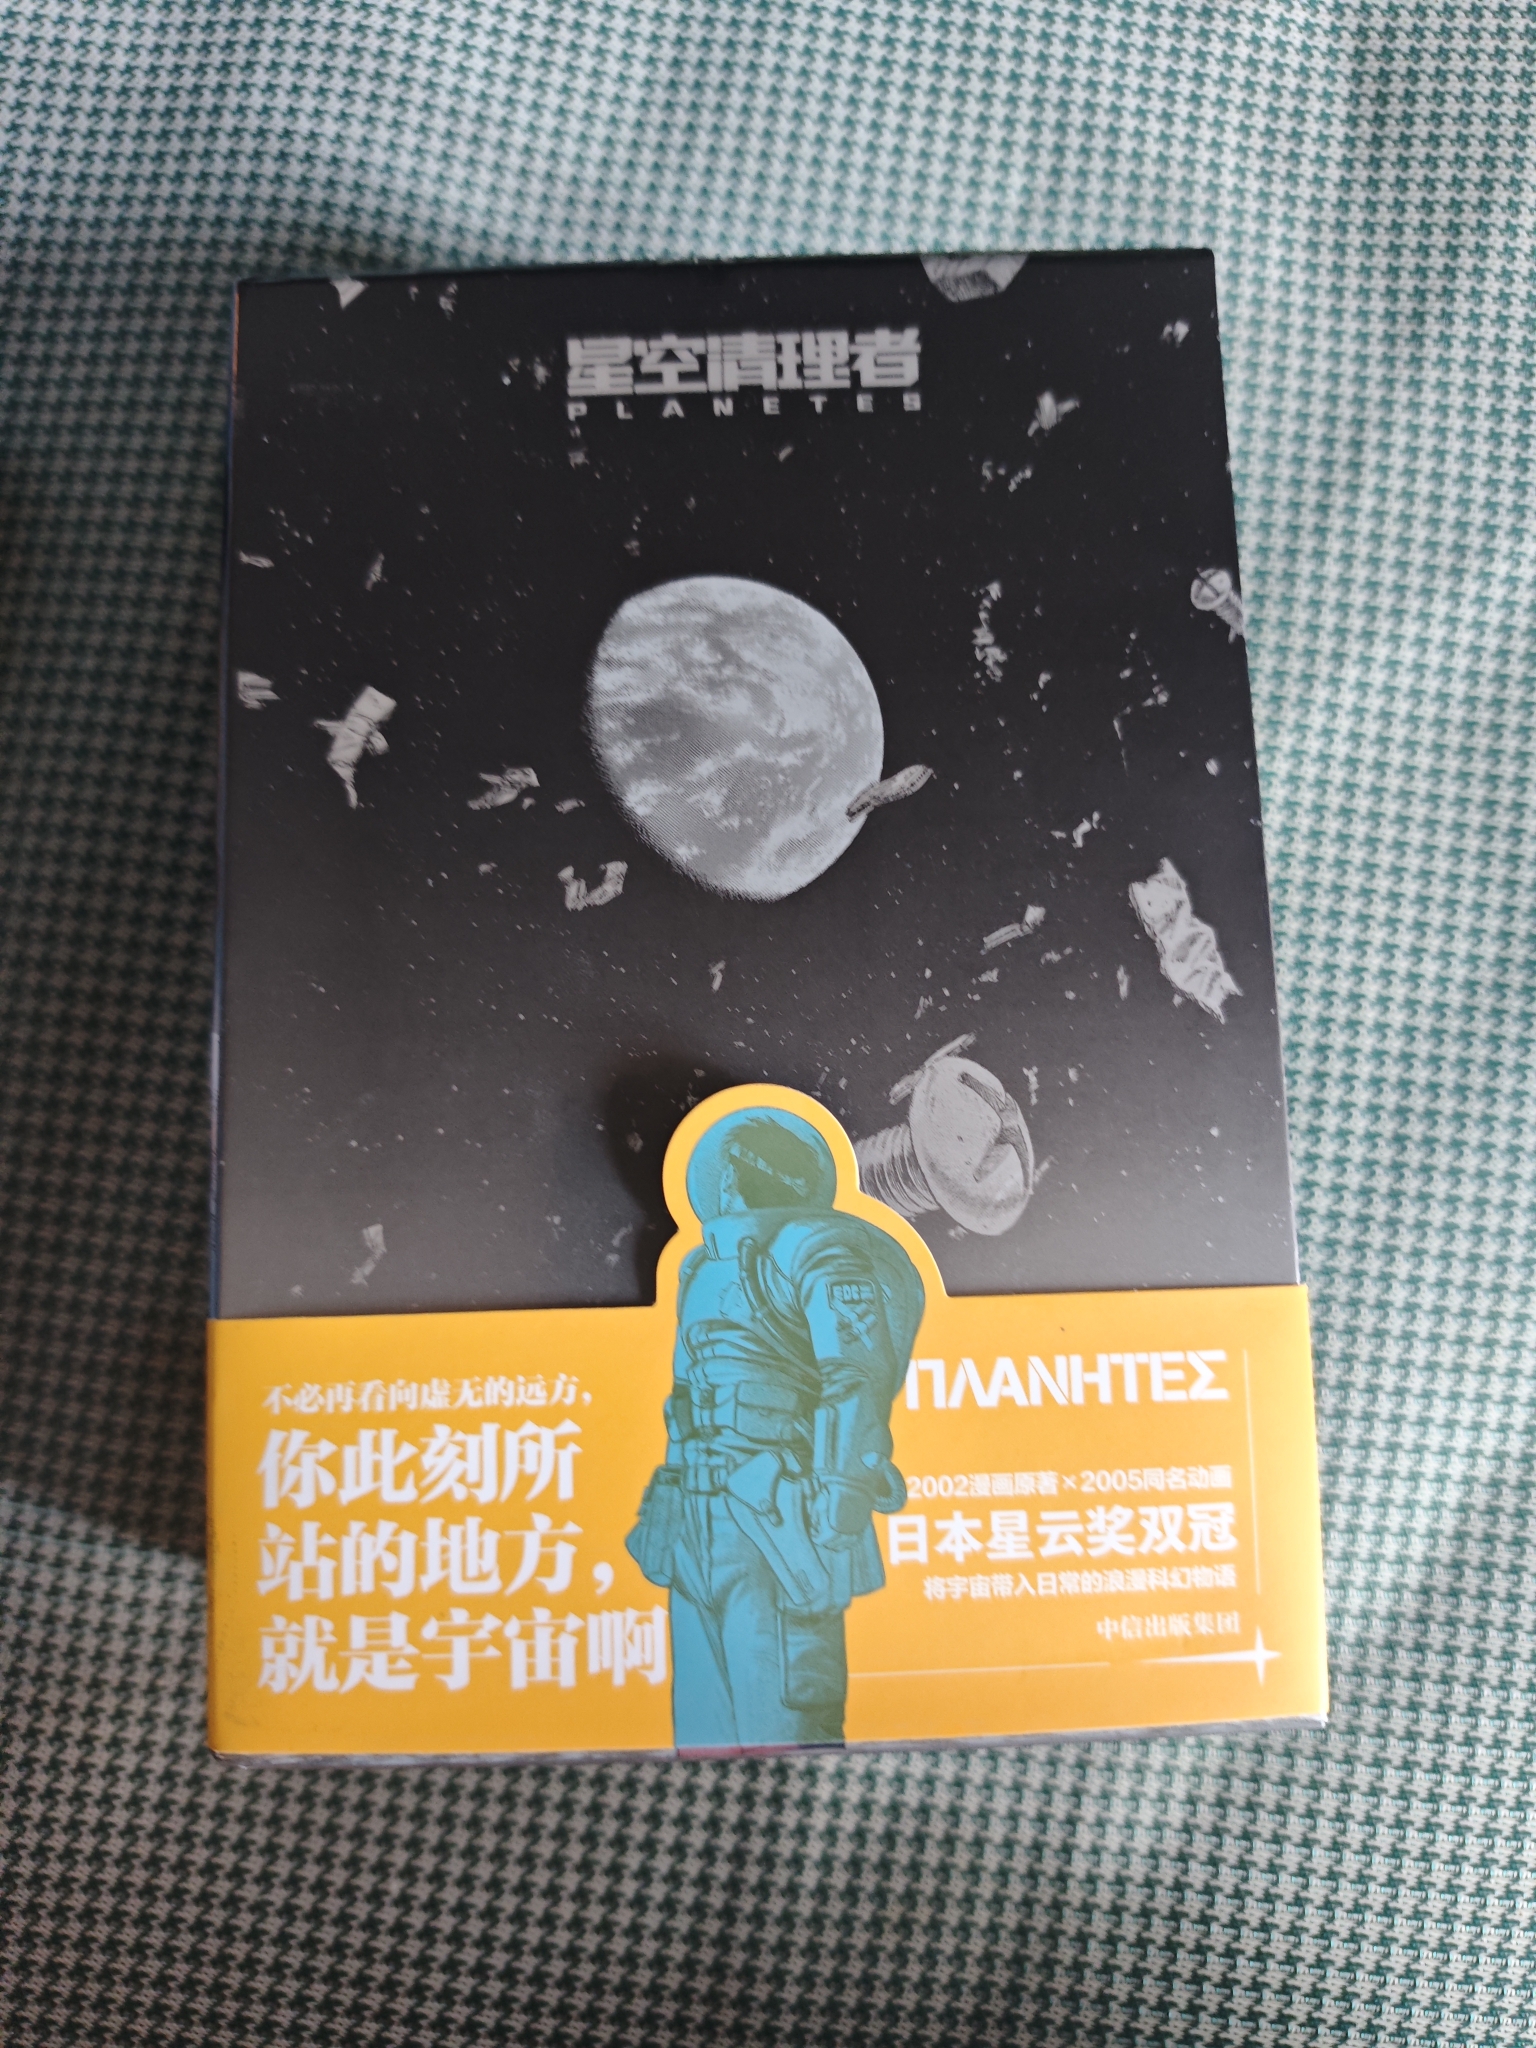 星空清理者
PLANETES
不必再看向虚无的远方，
你此刻所
站的地方，
就是宇宙啊
ΠΛΑΝΗΤΕΣ
2002漫画原著×2005同名动画
日本星云奖双冠
将宇宙带入日常的浪漫科幻物语
中信出版集团